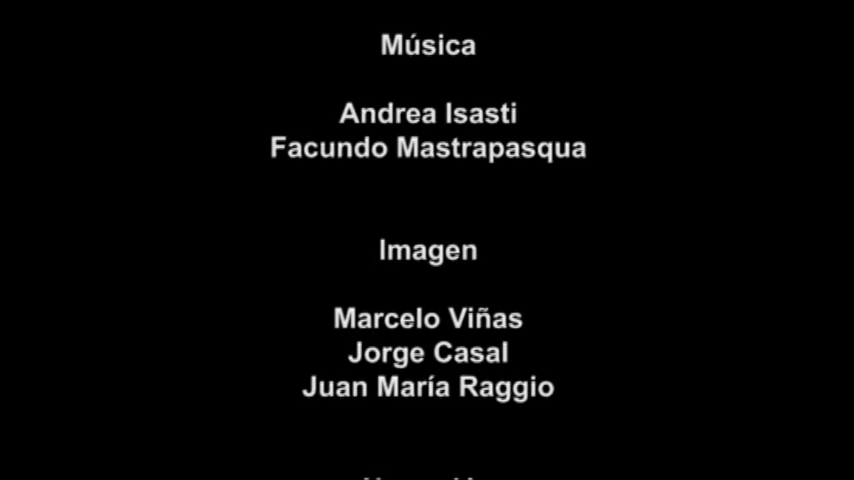 Música
Andrea Isasti
Facundo Mastrapasqua
Imagen
Marcelo Viñas
Jorge Casal
Juan María Raggio